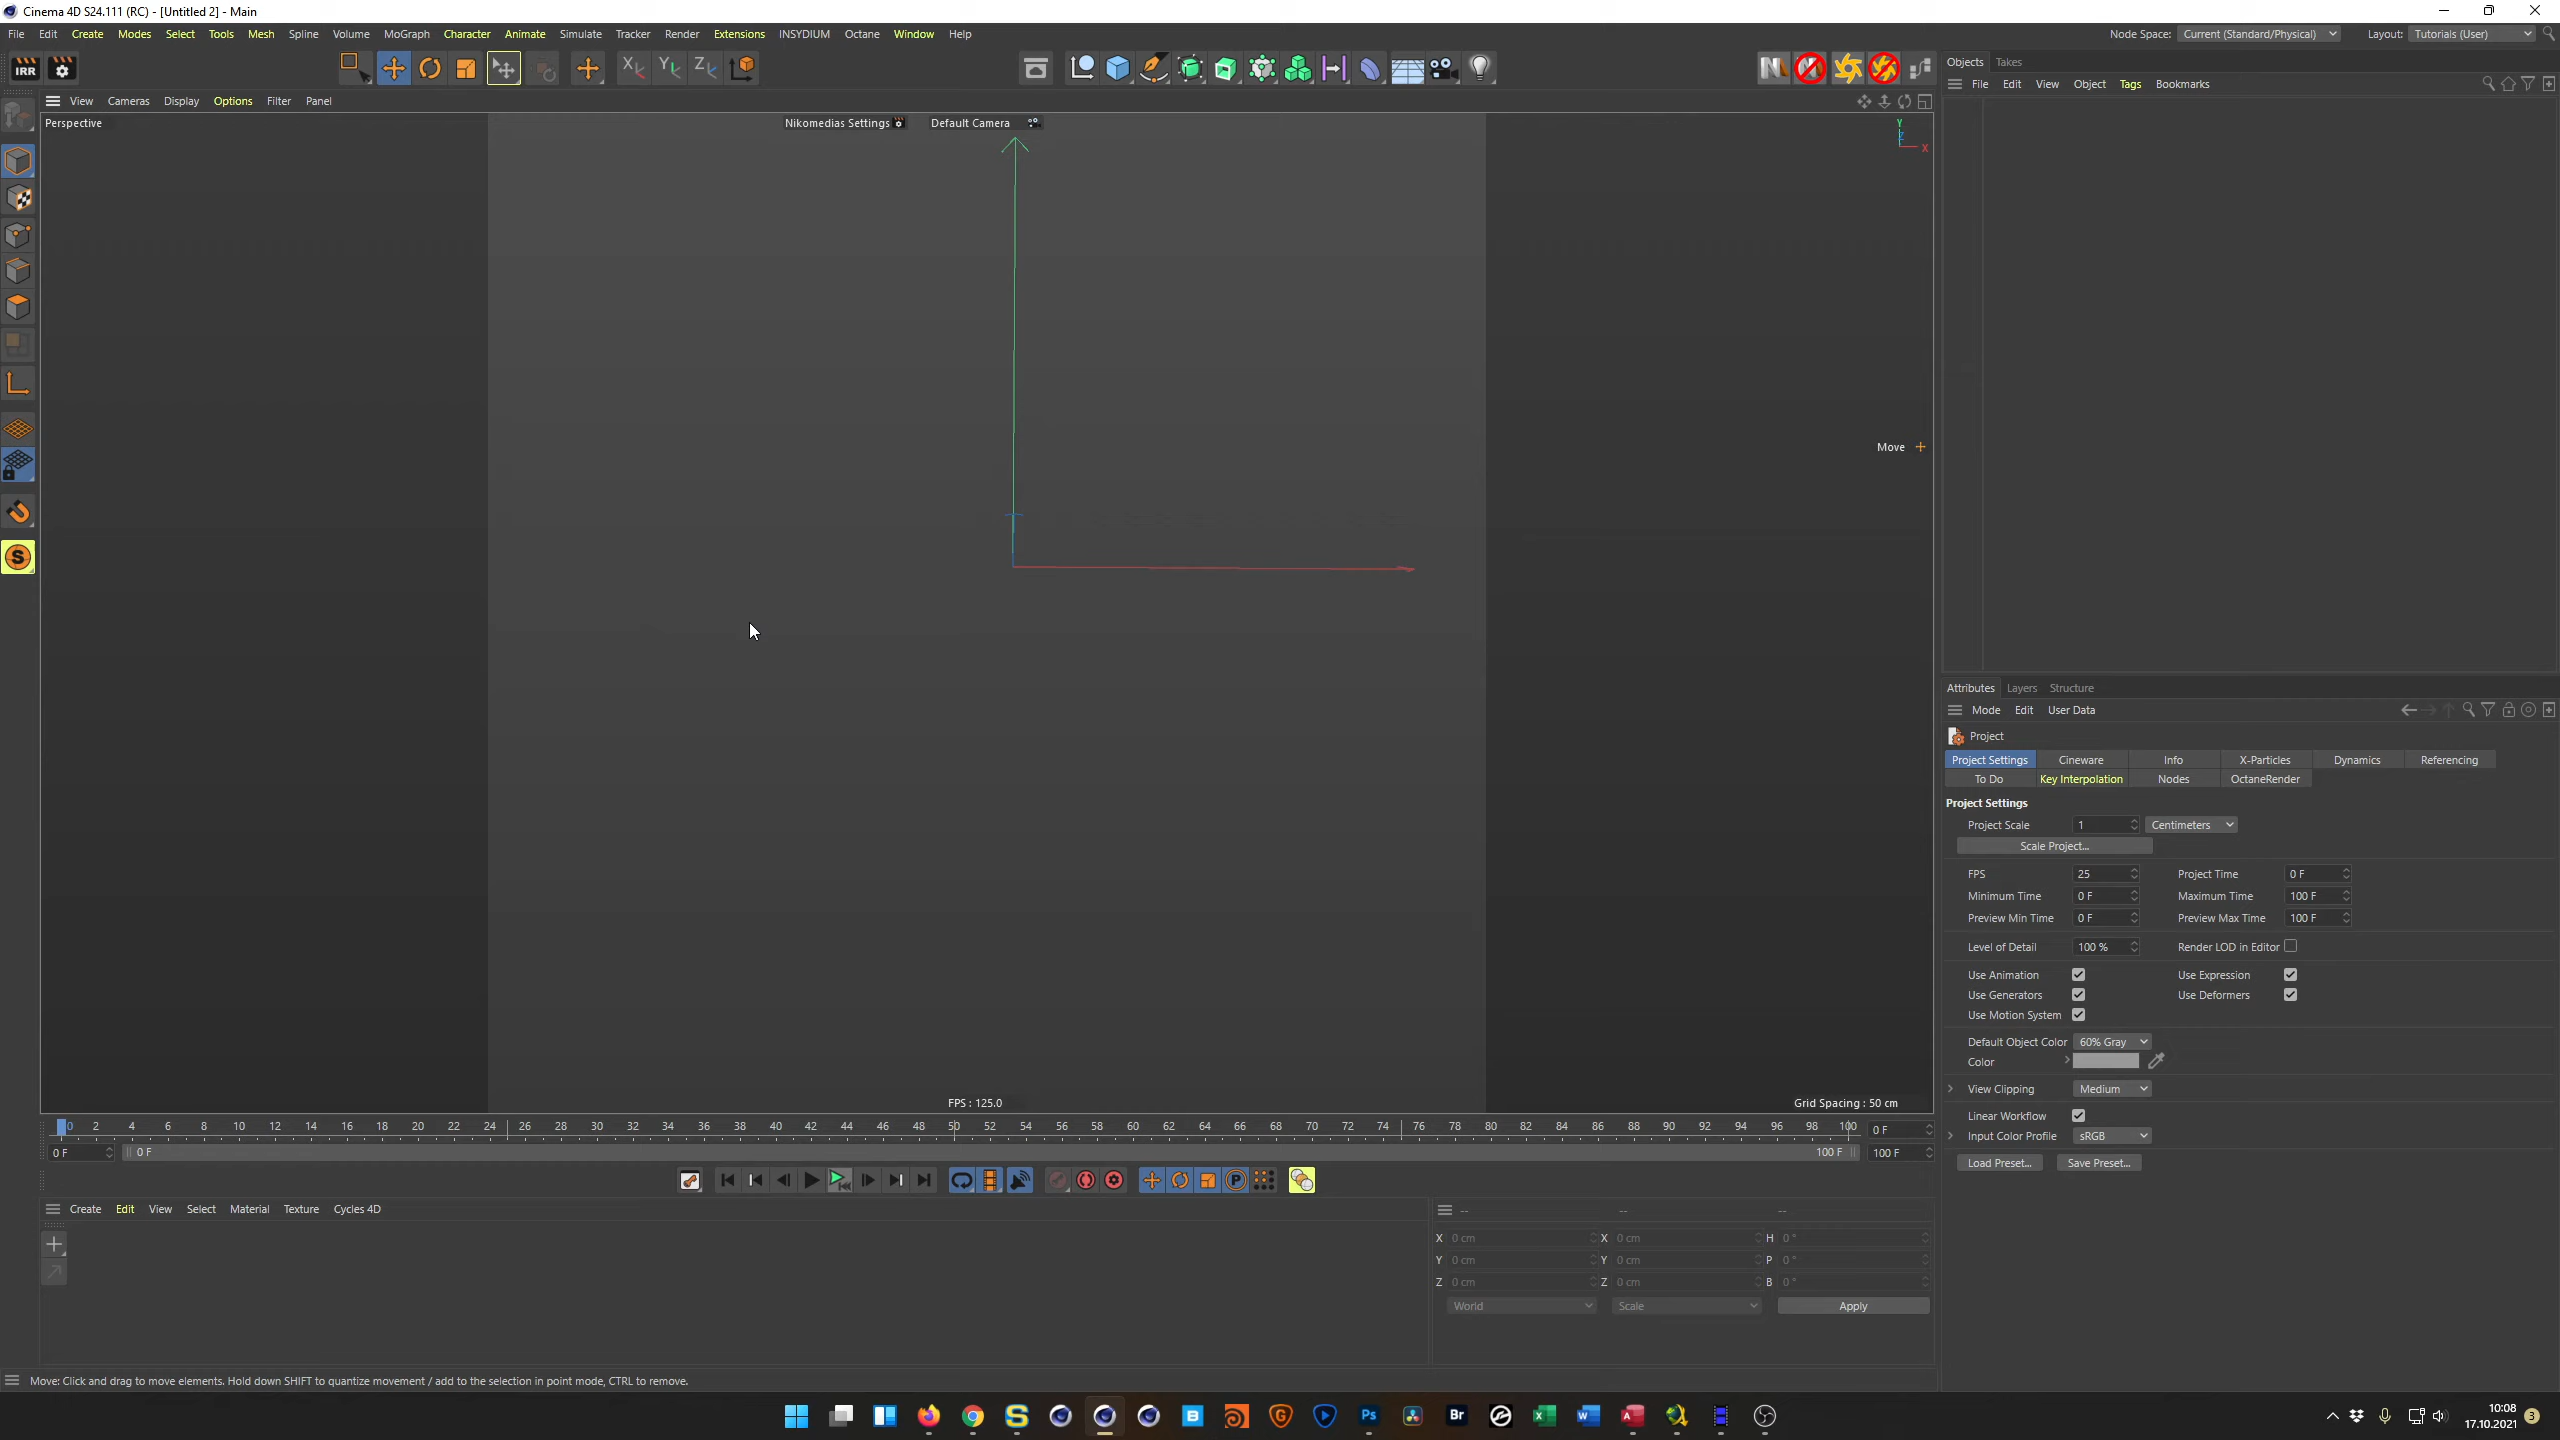 Cinema 4D S24.111 (RC) - [Untitled 2] - Main
File Edit Create Modes Select Tools Mesh Spline Volume MoGraph Character Animate Simulate Tracker Render Extensions INSYDIUM Octane Window Help
Node Space: Current (Standard/Physical) Layout: Tutorials (User)
IRR
X Y Z
Objects Takes
File Edit View Object Tags Bookmarks
View Cameras Display Options Filter Panel
Perspective Nikomedias Settings Default Camera
Y
Z
X
Move
S
FPS : 125.0 Grid Spacing : 50 cm
0 2 4 6 8 10 12 14 16 18 20 22 24 26 28 30 32 34 36 38 40 42 44 46 48 50 52 54 56 58 60 62 64 66 68 70 72 74 76 78 80 82 84 86 88 90 92 94 96 98 100 0 F
0 F 0 F 100 F 100 F
P
Create Edit View Select Material Texture Cycles 4D
-- -- --
X 0 cm X 0 cm H 0 °
Y 0 cm Y 0 cm P 0 °
Z 0 cm Z 0 cm B 0 °
World Scale Apply
Attributes Layers Structure
Mode Edit User Data
Project
Project Settings Cineware Info X-Particles Dynamics Referencing
To Do Key Interpolation Nodes OctaneRender
Project Settings
Project Scale 1 Centimeters
Scale Project...
FPS 25 Project Time 0 F
Minimum Time 0 F Maximum Time 100 F
Preview Min Time 0 F Preview Max Time 100 F
Level of Detail 100 % Render LOD in Editor
Use Animation Use Expression
Use Generators Use Deformers
Use Motion System
Default Object Color 60% Gray
Color
View Clipping Medium
Linear Workflow
Input Color Profile sRGB
Load Preset... Save Preset...
Move: Click and drag to move elements. Hold down SHIFT to quantize movement / add to the selection in point mode, CTRL to remove.
S B G Ps Br
10:08
17.10.2021
3